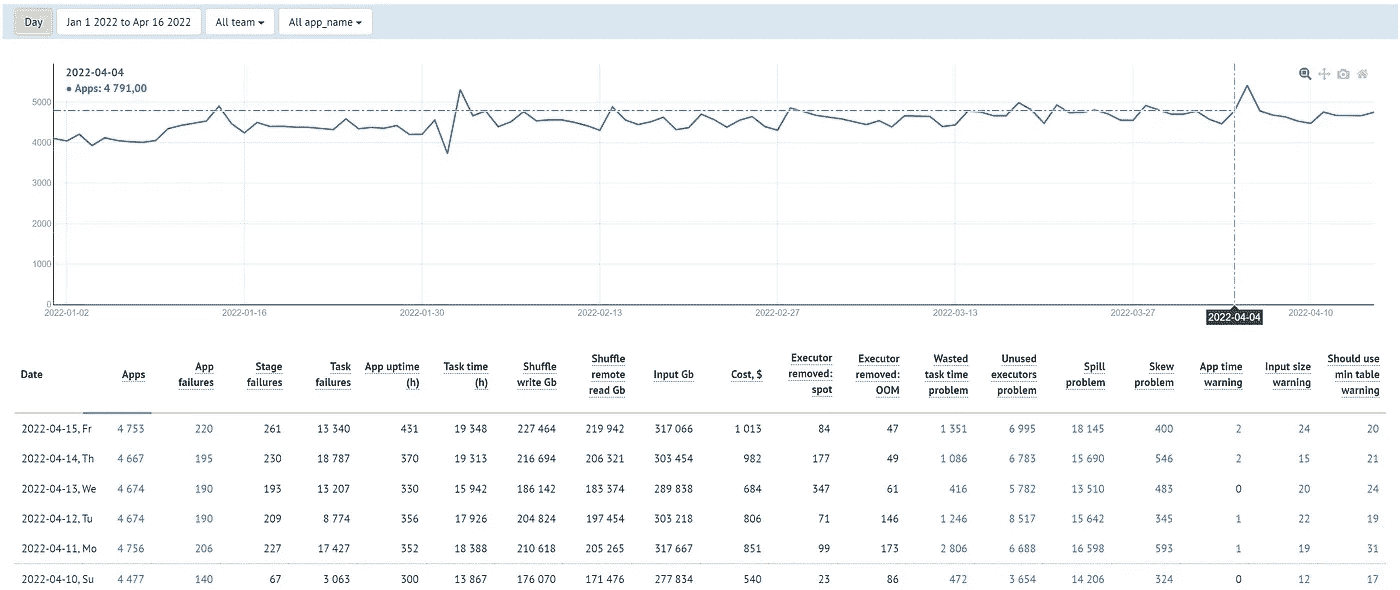 Day Jan 1 2022 to Apr 16 2022 All team All app_name
2022-04-04
Apps: 4 791,00
5000
4000
3000
2000
1000
0
2022-01-02 2022-01-16 2022-01-30 2022-02-13 2022-02-27 2022-03-13 2022-03-27 2022-04-04 2022-04-10
Date Apps App failures Stage failures Task failures App uptime (h) Task time (h) Shuffle write Gb Shuffle remote read Gb Input Gb Cost, $ Executor removed: spot Executor removed: OOM Wasted task time problem Unused executors problem Spill problem Skew problem App time warning Input size warning Should use min table warning
2022-04-15, Fr 4 753 220 261 13 340 431 19 348 227 464 219 942 317 066 1 013 84 47 1 351 6 995 18 145 400 2 24 20
2022-04-14, Th 4 667 195 230 18 787 370 19 313 216 694 206 321 303 454 982 177 49 1 086 6 783 15 690 546 2 15 21
2022-04-13, We 4 674 190 193 13 207 330 15 942 186 142 183 374 289 838 684 347 61 416 5 782 13 510 483 0 20 24
2022-04-12, Tu 4 674 190 209 8 774 356 17 926 204 824 197 454 303 218 806 71 146 1 246 8 517 15 642 345 1 22 19
2022-04-11, Mo 4 756 206 227 17 427 352 18 388 210 618 205 265 317 667 851 99 173 2 806 6 688 16 598 593 1 19 31
2022-04-10, Su 4 477 140 67 3 063 300 13 867 176 070 171 476 277 834 540 23 86 472 3 654 14 206 324 0 12 17